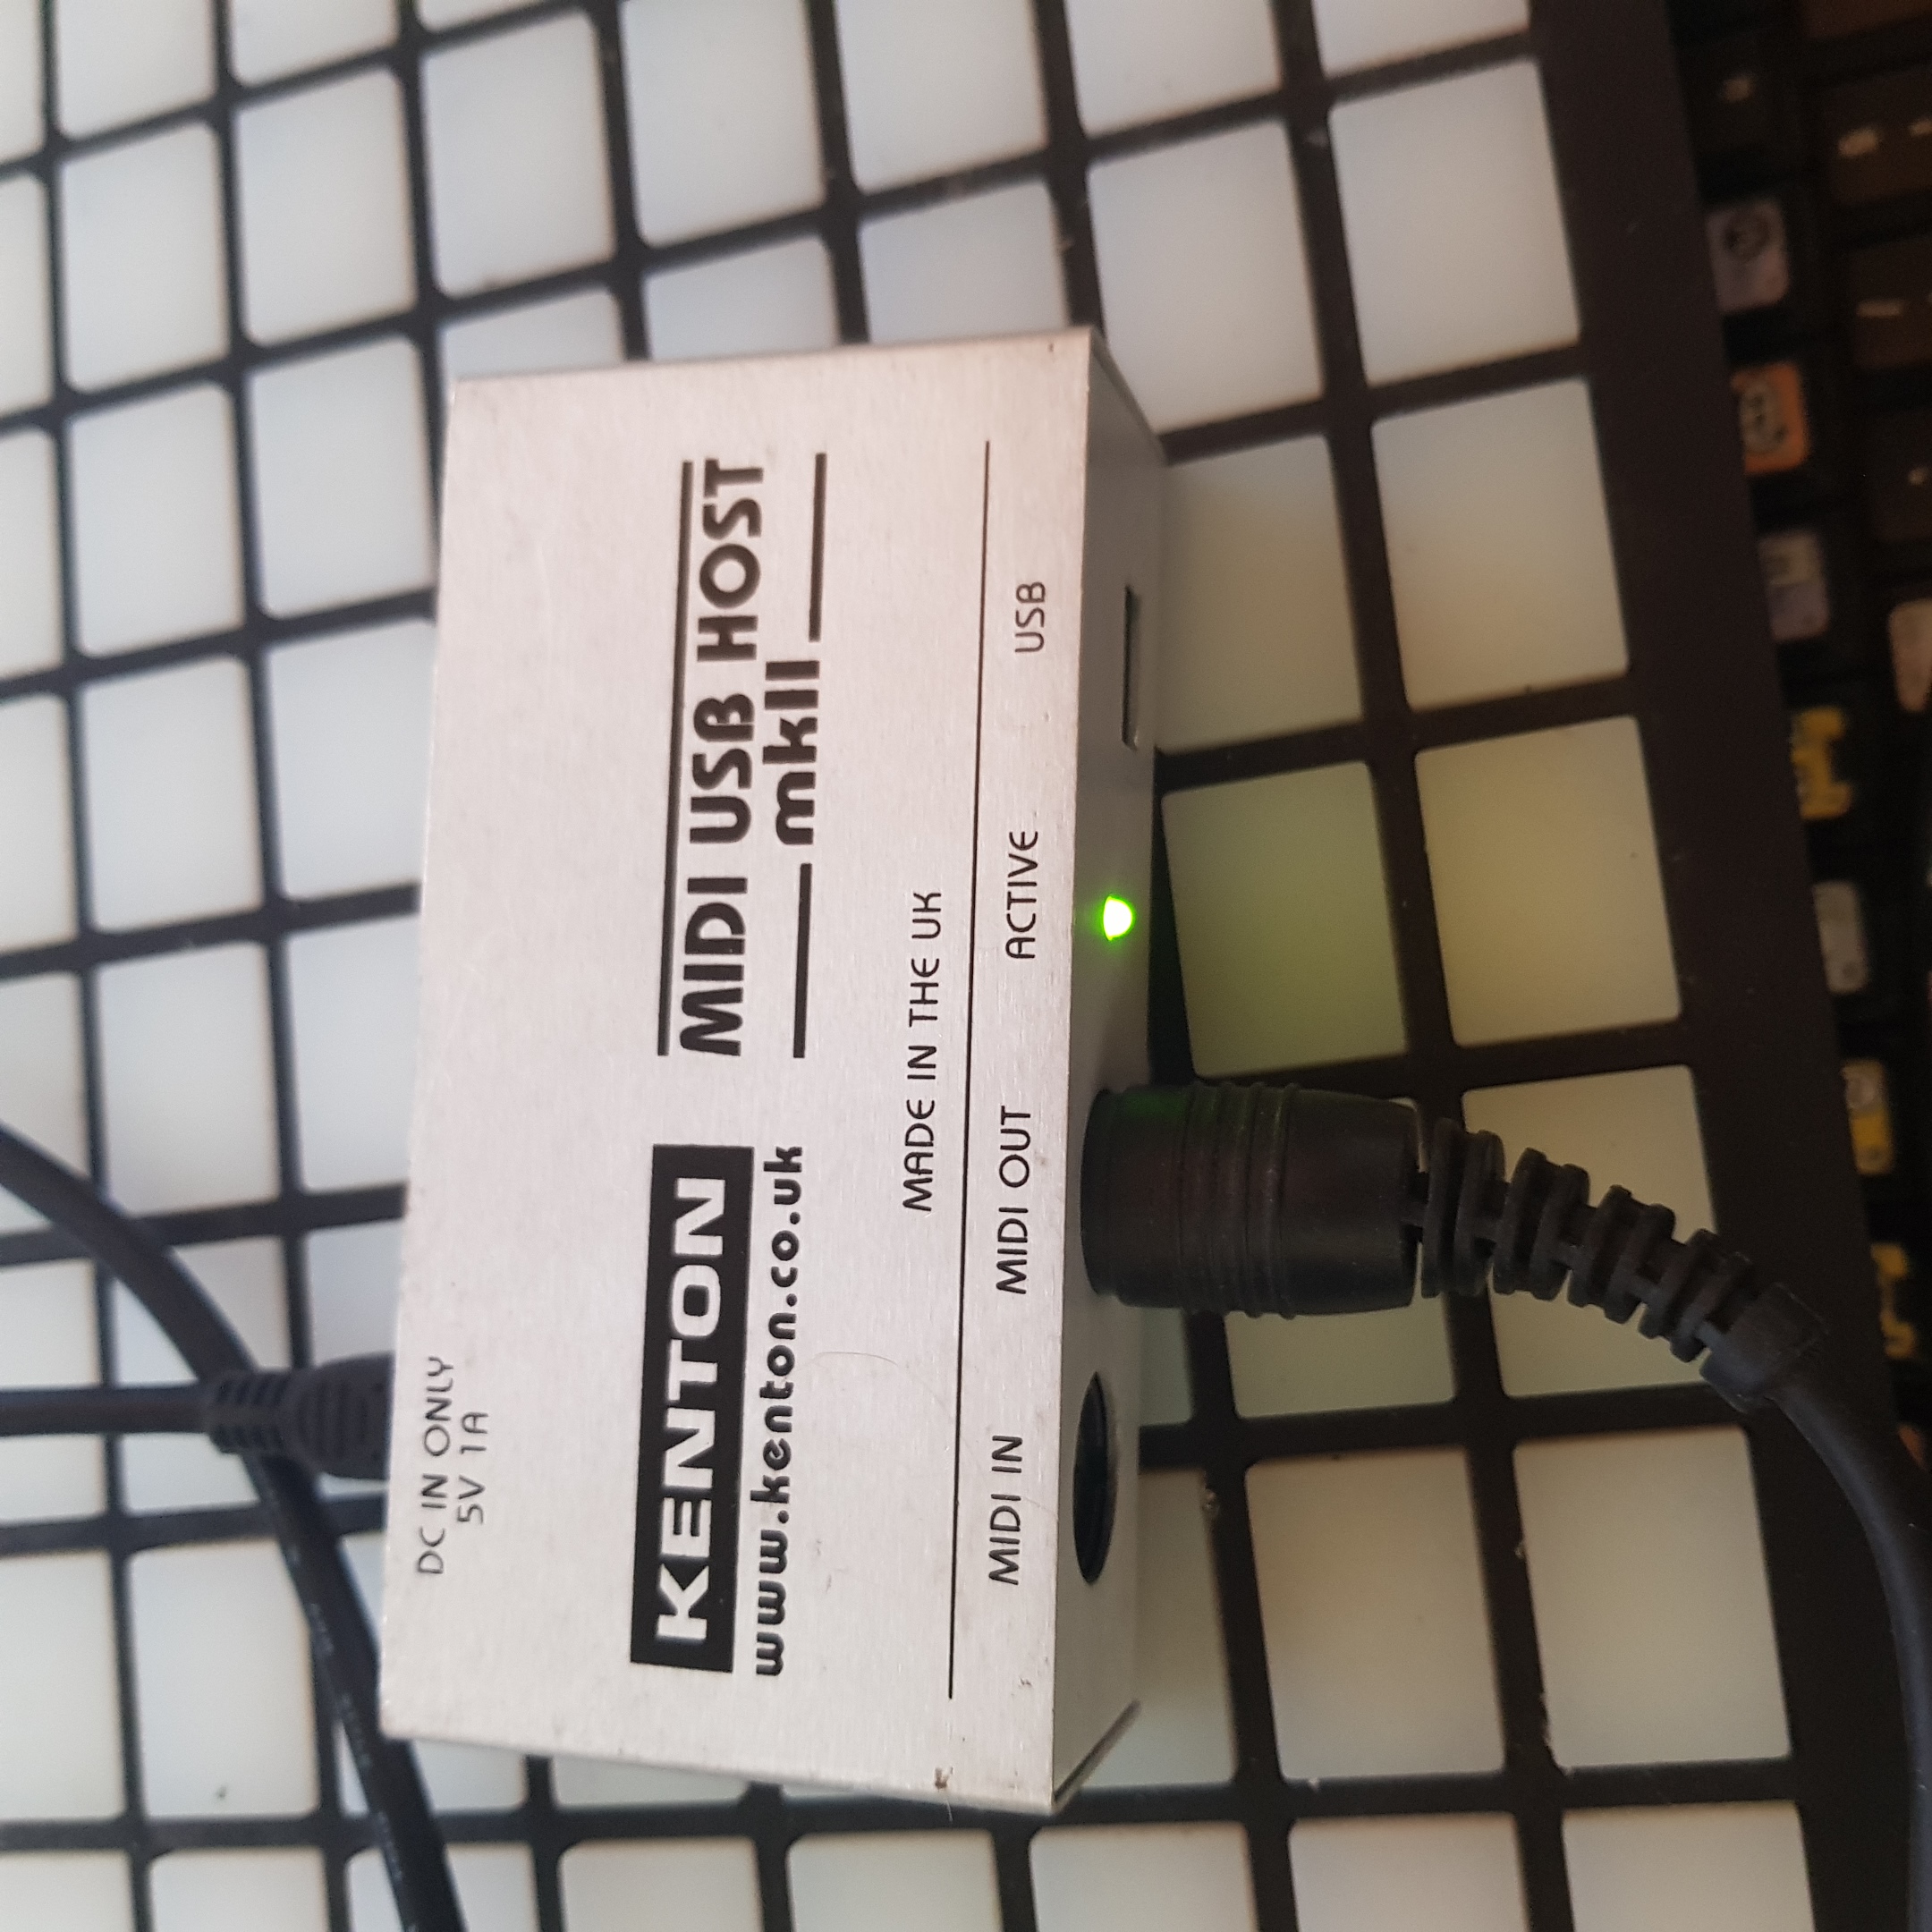 DC IN ONLY
5V 1A
KENTON
www.kenton.co.uk
MIDI USB HOST
mkII
MADE IN THE UK
MIDI IN
MIDI OUT
ACTIVE
USB